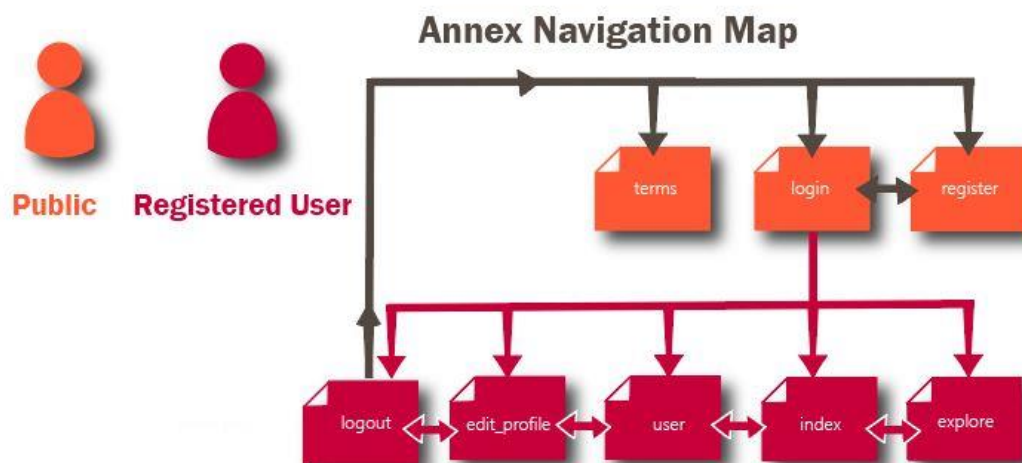 Annex Navigation Map
Public
Registered User
terms
login
register
logout
edit_profile
user
index
explore